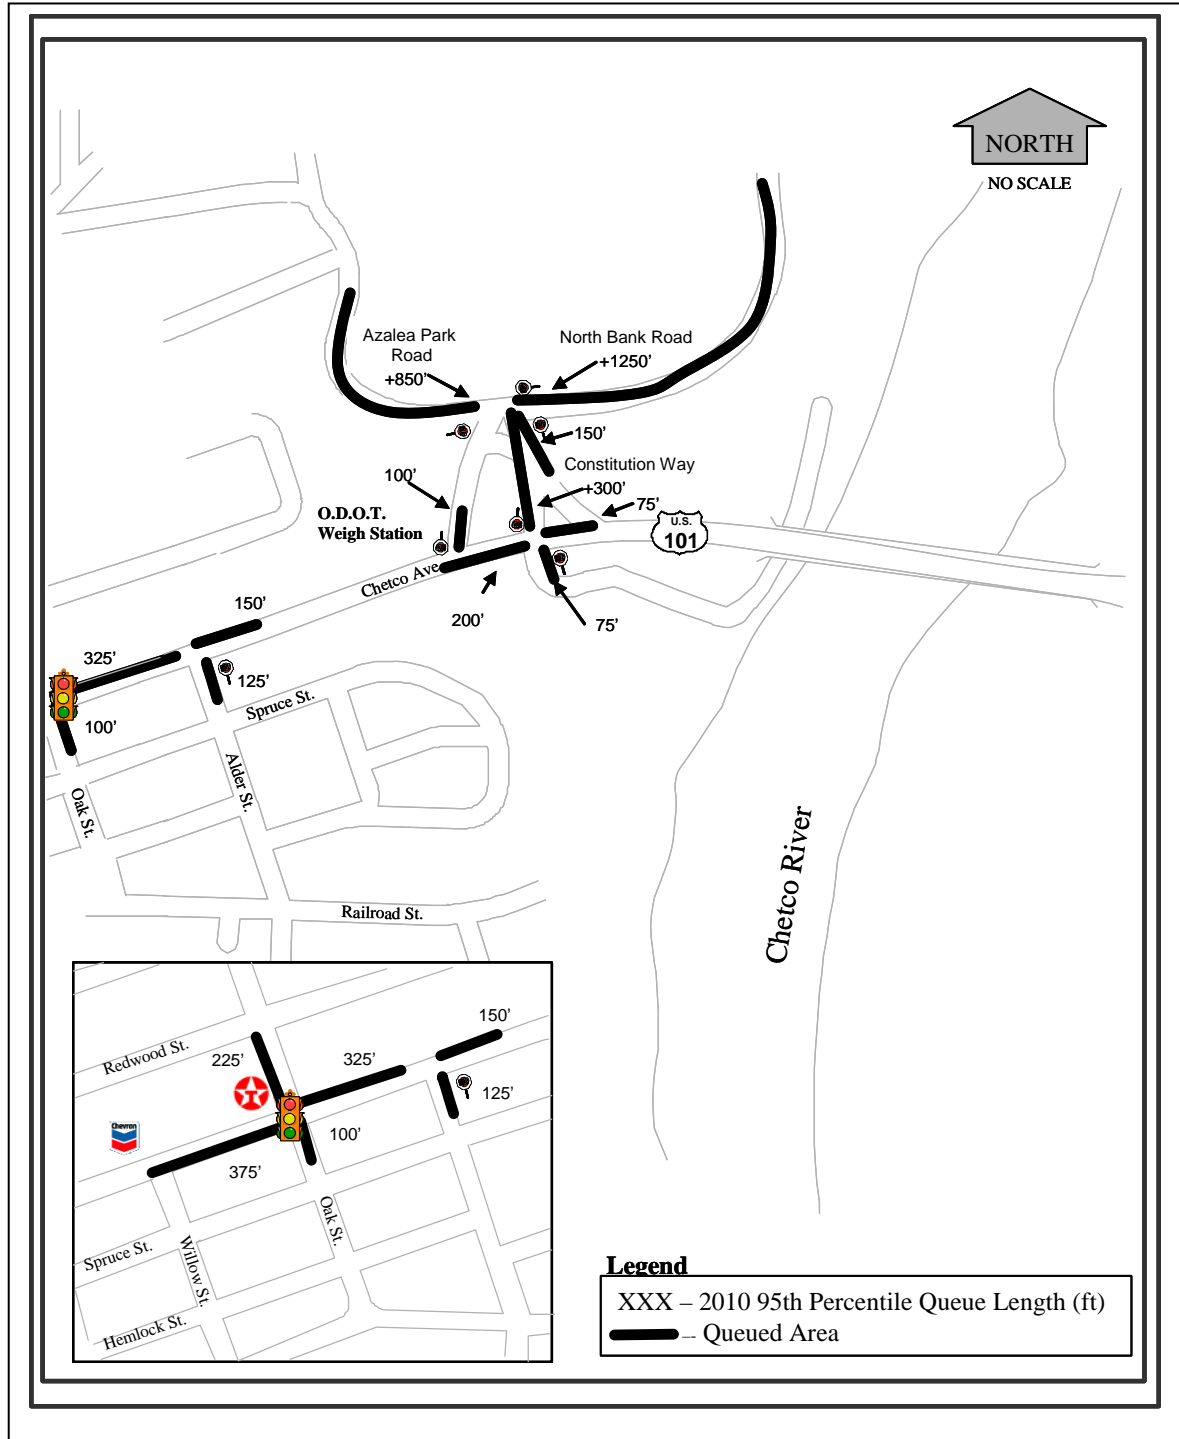 NORTH
NO SCALE
Azalea Park
Road
+850’
North Bank Road
+1250’
150’
Constitution Way
+300’
100’
75’
O.D.O.T.
Weigh Station
U.S.
101
Chetco Ave
200’
75’
150’
325’
125’
100’
Spruce St.
Alder St.
Oak St.
Railroad St.
Chetco River
150’
Redwood St.
225’
325’
125’
Chevron
100’
375’
Oak St.
Spruce St.
Willow St.
Hemlock St.
Legend
XXX – 2010 95th Percentile Queue Length (ft)
-- Queued Area